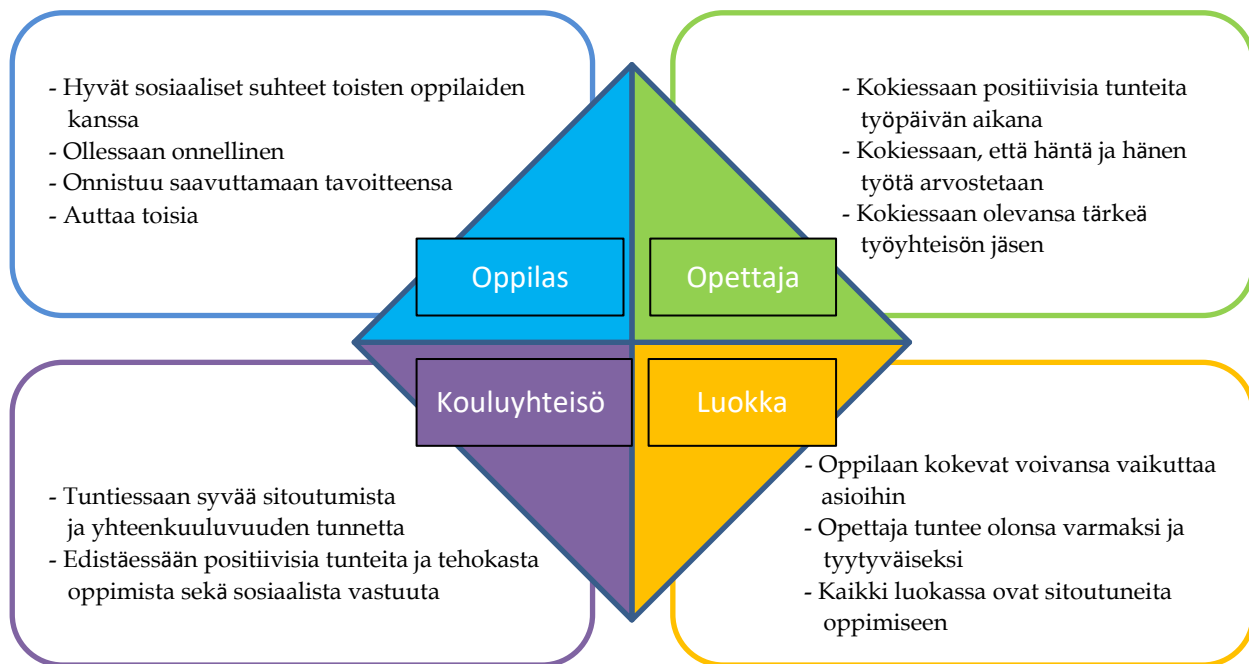 - Hyvät sosiaaliset suhteet toisten oppilaiden
kanssa
- Ollessaan onnellinen
- Onnistuu saavuttamaan tavoitteensa
- Auttaa toisia
- Kokiessaan positiivisia tunteita
työpäivän aikana
- Kokiessaan, että häntä ja hänen
työtä arvostetaan
- Kokiessaan olevansa tärkeä
työyhteisön jäsen
Oppilas
Opettaja
Kouluyhteisö
Luokka
- Tuntiessaan syvää sitoutumista
ja yhteenkuuluvuuden tunnetta
- Edistäessään positiivisia tunteita ja tehokasta
oppimista sekä sosiaalista vastuuta
- Oppilaan kokevat voivansa vaikuttaa
asioihin
- Opettaja tuntee olonsa varmaksi ja
tyytyväiseksi
- Kaikki luokassa ovat sitoutuneita
oppimiseen